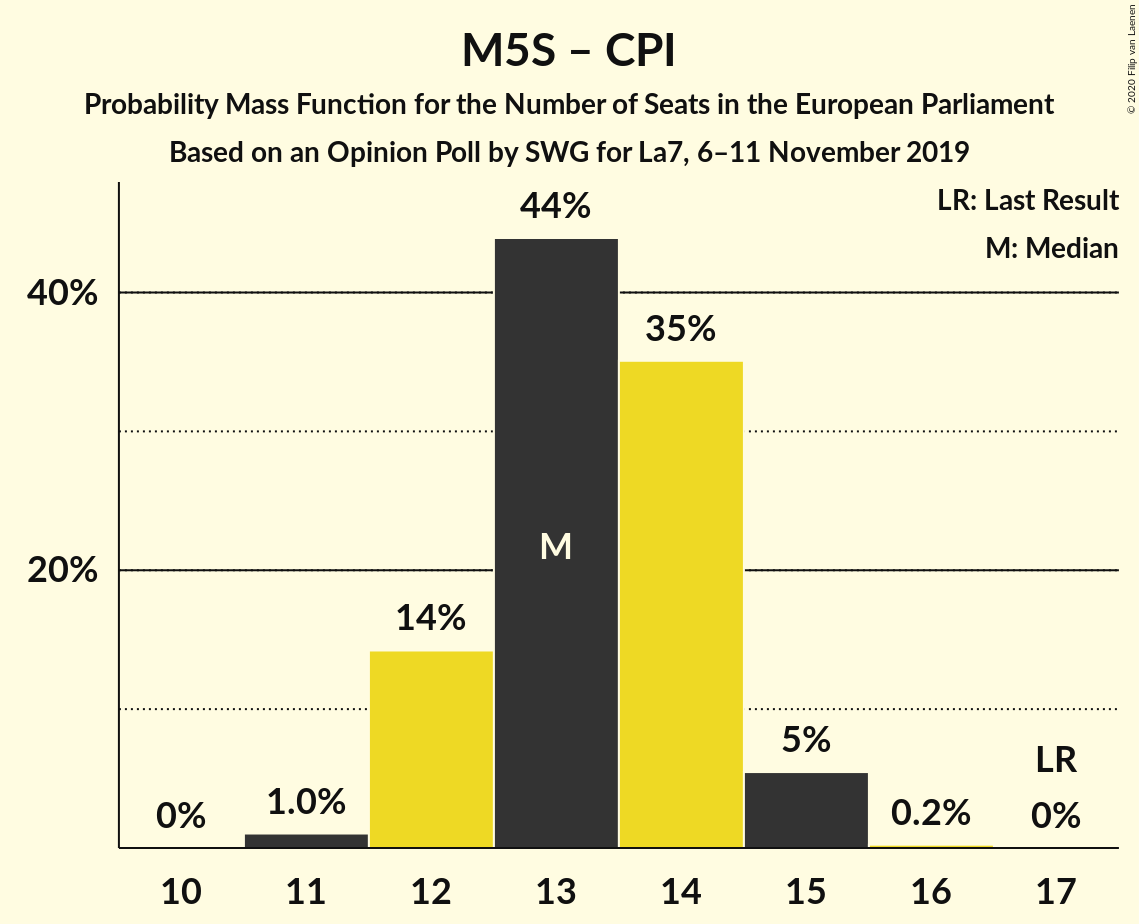 M5S – CPI
Probability Mass Function for the Number of Seats in the European Parliament
Based on an Opinion Poll by SWG for La7, 6–11 November 2019
© 2020 Filip van Laenen
LR: Last Result
M: Median
44%
40%
35%
M
20%
14%
5%
LR
0%
1.0%
0.2%
0%
10 11 12 13 14 15 16 17